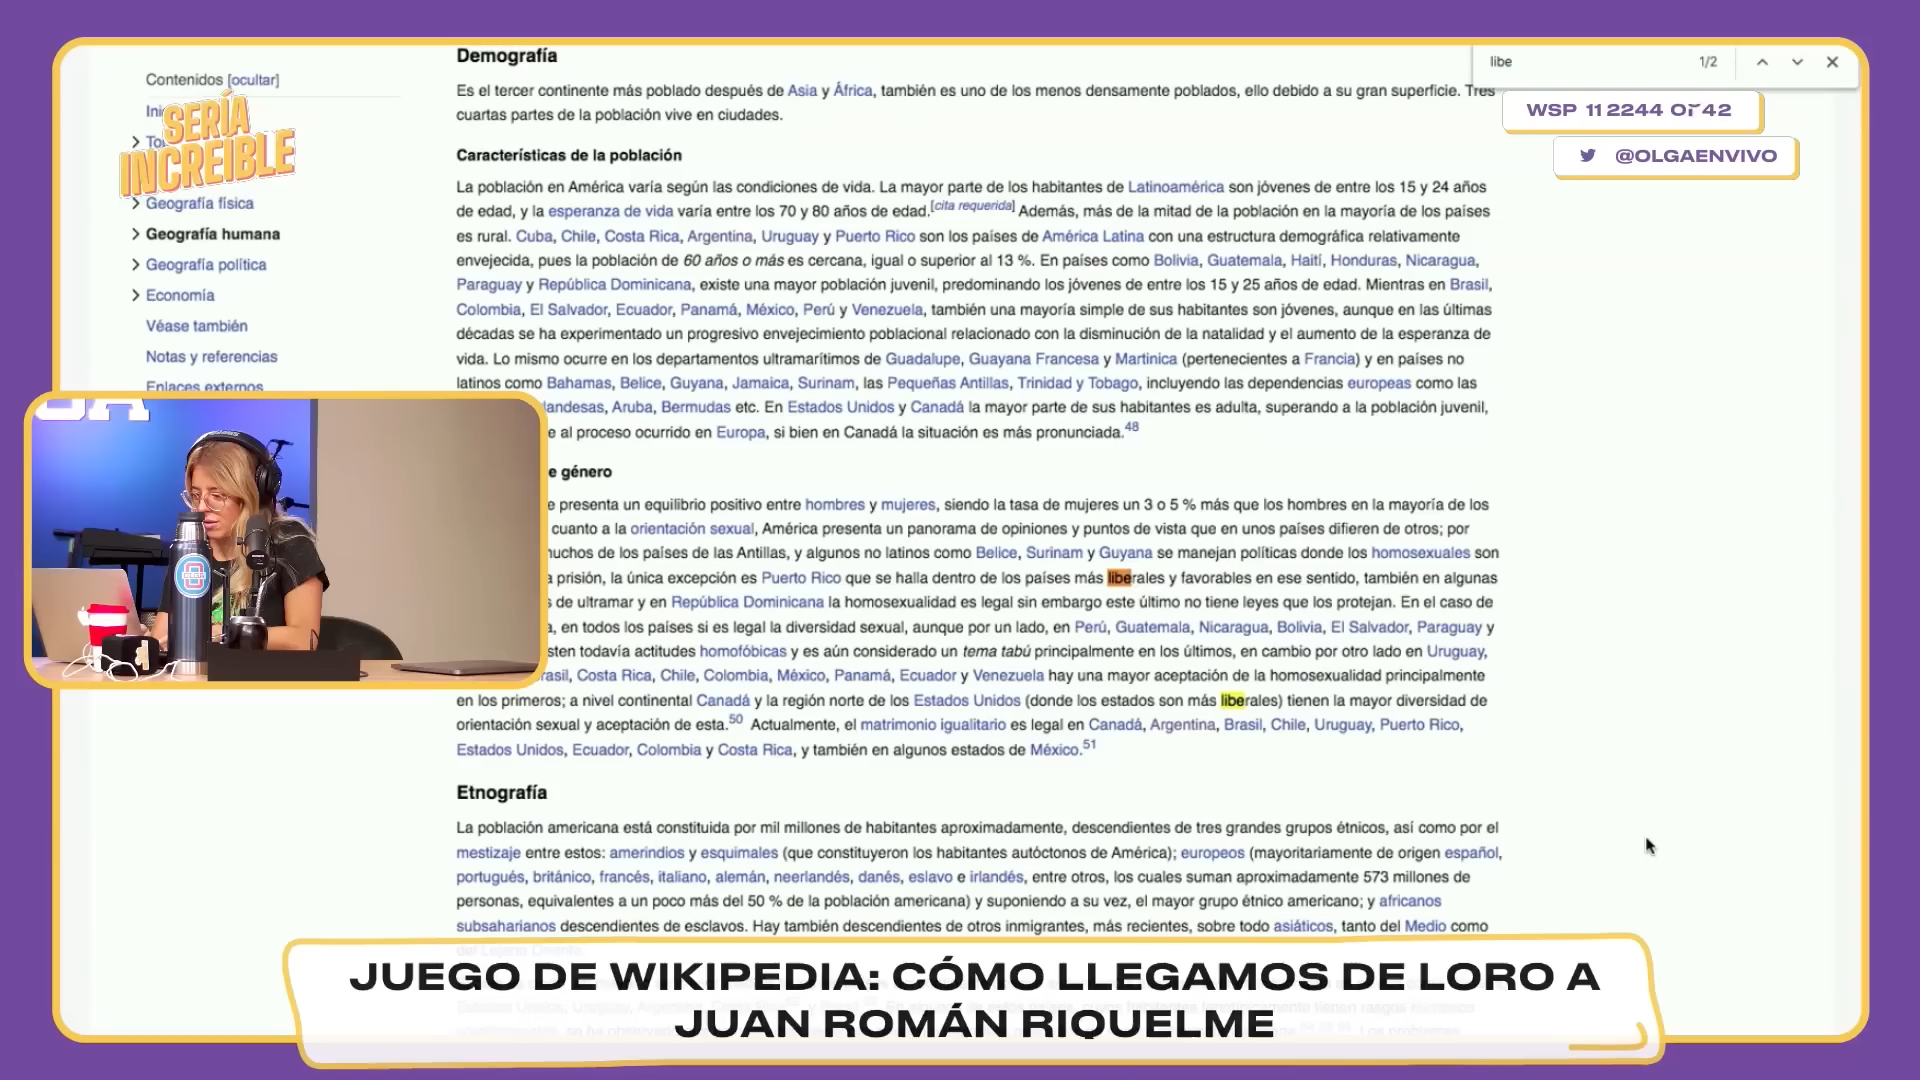 Contenidos [ocultar]
SERÍA
INCREIBLE
Geografía física
Geografía humana
Geografía política
Economía
Véase también
Notas y referencias
Enlaces externos
Demografía
Es el tercer continente más poblado después de Asia y África, también es uno de los menos densamente poblados, ello debido a su gran superficie. Tres
cuartas partes de la población vive en ciudades.
Características de la población
La población en América varía según las condiciones de vida. La mayor parte de los habitantes de Latinoamérica son jóvenes de entre los 15 y 24 años
de edad, y la esperanza de vida varía entre los 70 y 80 años de edad.[cita requerida] Además, más de la mitad de la población en la mayoría de los países
es rural. Cuba, Chile, Costa Rica, Argentina, Uruguay y Puerto Rico son los países de América Latina con una estructura demográfica relativamente
envejecida, pues la población de 60 años o más es cercana, igual o superior al 13 %. En países como Bolivia, Guatemala, Haití, Honduras, Nicaragua,
Paraguay y República Dominicana, existe una mayor población juvenil, predominando los jóvenes de entre los 15 y 25 años de edad. Mientras en Brasil,
Colombia, El Salvador, Ecuador, Panamá, México, Perú y Venezuela, también una mayoría simple de sus habitantes son jóvenes, aunque en las últimas
décadas se ha experimentado un progresivo envejecimiento poblacional relacionado con la disminución de la natalidad y el aumento de la esperanza de
vida. Lo mismo ocurre en los departamentos ultramarítimos de Guadalupe, Guayana Francesa y Martinica (pertenecientes a Francia) y en países no
latinos como Bahamas, Belice, Guyana, Jamaica, Surinam, las Pequeñas Antillas, Trinidad y Tobago, incluyendo las dependencias europeas como las
landesas, Aruba, Bermudas etc. En Estados Unidos y Canadá la mayor parte de sus habitantes es adulta, superando a la población juvenil,
e al proceso ocurrido en Europa, si bien en Canadá la situación es más pronunciada.48
e género
e presenta un equilibrio positivo entre hombres y mujeres, siendo la tasa de mujeres un 3 o 5 % más que los hombres en la mayoría de los
cuanto a la orientación sexual, América presenta un panorama de opiniones y puntos de vista que en unos países difieren de otros; por
nuchos de los países de las Antillas, y algunos no latinos como Belice, Surinam y Guyana se manejan políticas donde los homosexuales son
a prisión, la única excepción es Puerto Rico que se halla dentro de los países más liberales y favorables en ese sentido, también en algunas
s de ultramar y en República Dominicana la homosexualidad es legal sin embargo este último no tiene leyes que los protejan. En el caso de
a, en todos los países si es legal la diversidad sexual, aunque por un lado, en Perú, Guatemala, Nicaragua, Bolivia, El Salvador, Paraguay y
sten todavía actitudes homofóbicas y es aún considerado un tema tabú principalmente en los últimos, en cambio por otro lado en Uruguay,
rasil, Costa Rica, Chile, Colombia, México, Panamá, Ecuador y Venezuela hay una mayor aceptación de la homosexualidad principalmente
en los primeros; a nivel continental Canadá y la región norte de los Estados Unidos (donde los estados son más liberales) tienen la mayor diversidad de
orientación sexual y aceptación de esta.50 Actualmente, el matrimonio igualitario es legal en Canadá, Argentina, Brasil, Chile, Uruguay, Puerto Rico,
Estados Unidos, Ecuador, Colombia y Costa Rica, y también en algunos estados de México.51
Etnografía
La población americana está constituida por mil millones de habitantes aproximadamente, descendientes de tres grandes grupos étnicos, así como por el
mestizaje entre estos: amerindios y esquimales (que constituyeron los habitantes autóctonos de América); europeos (mayoritariamente de origen español,
portugués, británico, francés, italiano, alemán, neerlandés, danés, eslavo e irlandés, entre otros, los cuales suman aproximadamente 573 millones de
personas, equivalentes a un poco más del 50 % de la población americana) y suponiendo a su vez, el mayor grupo étnico americano; y africanos
subsaharianos descendientes de esclavos. Hay también descendientes de otros inmigrantes, más recientes, sobre todo asiáticos, tanto del Medio como
libe 1/2
WSP 11 2244
@OLGAENVIVO
JUEGO DE WIKIPEDIA: CÓMO LLEGAMOS DE LORO A
JUAN ROMÁN RIQUELME